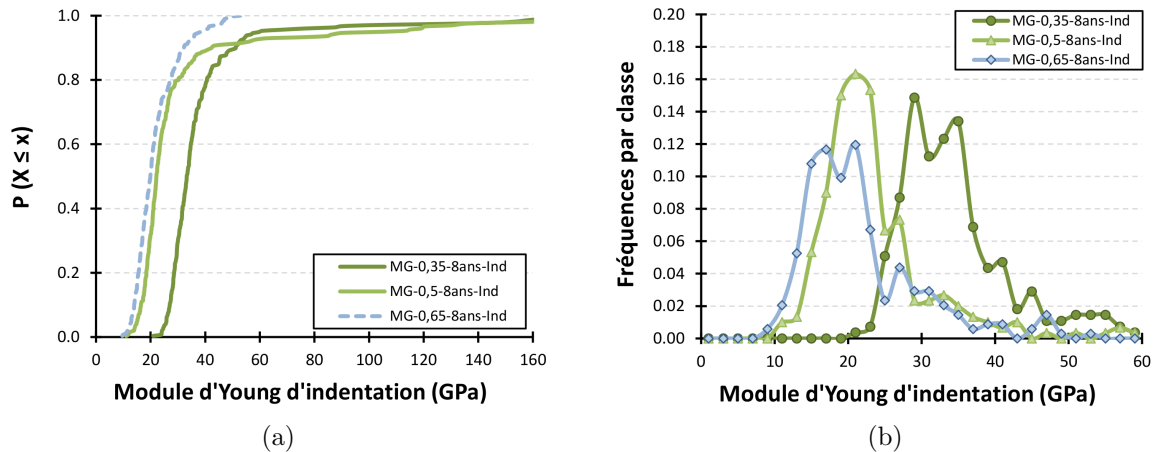 1.0
0.8
0.6
0.4
0.2
0.0
P (X ≤ x)
MG-0,35-8ans-Ind
MG-0,5-8ans-Ind
MG-0,65-8ans-Ind
0 20 40 60 80 100 120 140 160
Module d'Young d'indentation (GPa)
(a)
0.20
0.18
0.16
0.14
0.12
0.10
0.08
0.06
0.04
0.02
0.00
Fréquences par classe
MG-0,35-8ans-Ind
MG-0,5-8ans-Ind
MG-0,65-8ans-Ind
0 10 20 30 40 50 60
Module d'Young d'indentation (GPa)
(b)